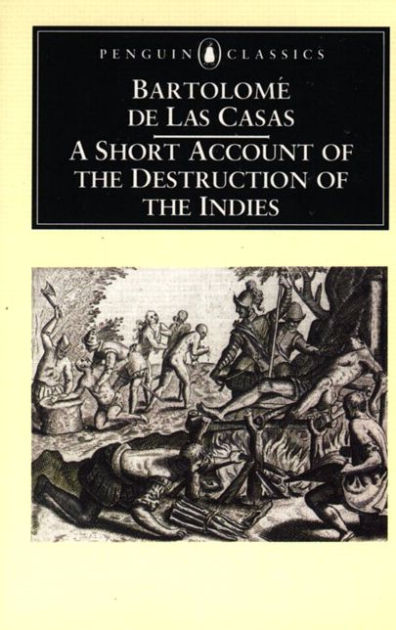 PENGUIN CLASSICS
BARTOLOMÉ
DE LAS CASAS
A SHORT ACCOUNT OF
THE DESTRUCTION OF
THE INDIES